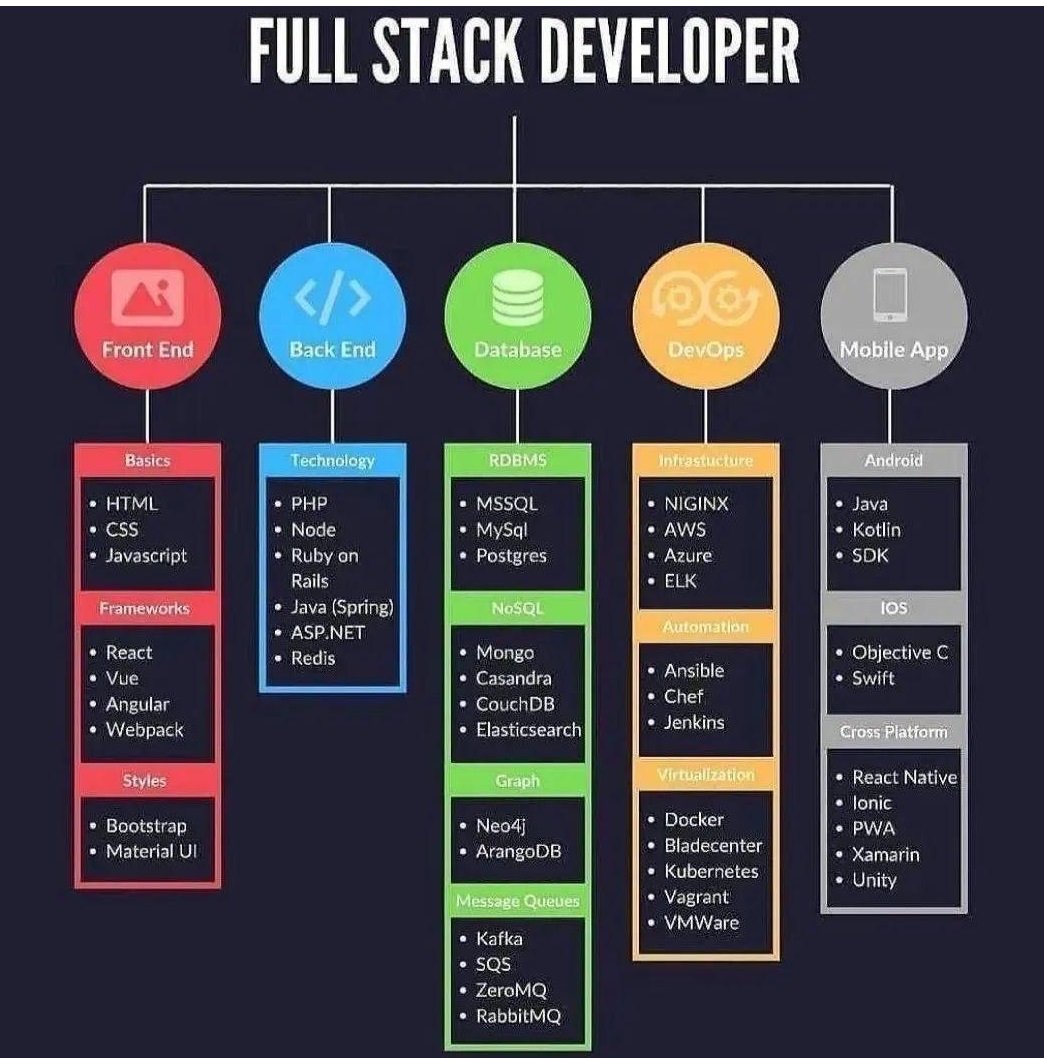 FULL STACK DEVELOPER
Front End
Basics
• HTML
• CSS
• Javascript
Frameworks
• React
• Vue
• Angular
• Webpack
Styles
• Bootstrap
• Material UI
Back End
Technology
• PHP
• Node
• Ruby on
Rails
• Java (Spring)
• ASP.NET
• Redis
Database
RDBMS
• MSSQL
• MySql
• Postgres
NoSQL
• Mongo
• Casandra
• CouchDB
• Elasticsearch
Graph
• Neo4j
• ArangoDB
Message Queues
• Kafka
• SQS
• ZeroMQ
• RabbitMQ
DevOps
Infrastucture
• NIGINX
• AWS
• Azure
• ELK
Automation
• Ansible
• Chef
• Jenkins
Virtualization
• Docker
• Bladecenter
• Kubernetes
• Vagrant
• VMWare
Mobile App
Android
• Java
• Kotlin
• SDK
IOS
• Objective C
• Swift
Cross Platform
• React Native
• Ionic
• PWA
• Xamarin
• Unity